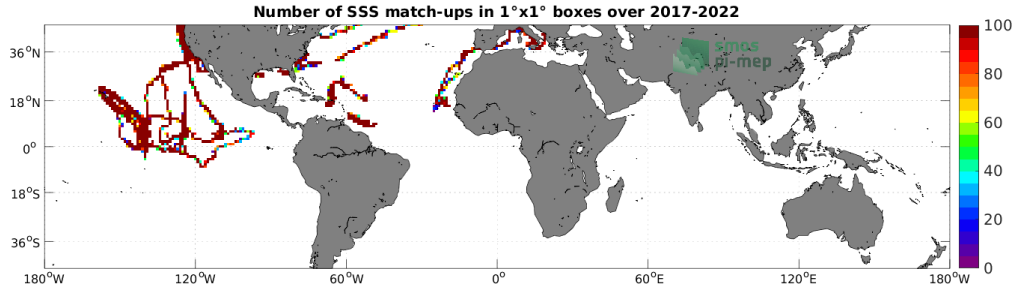 Number of SSS match-ups in 1°x1° boxes over 2017-2022
36°N
18°N
0°
18°S
36°S
180°W
120°W
60°W
0°
60°E
120°E
180°W
100
80
60
40
20
0
smos
pi-mep